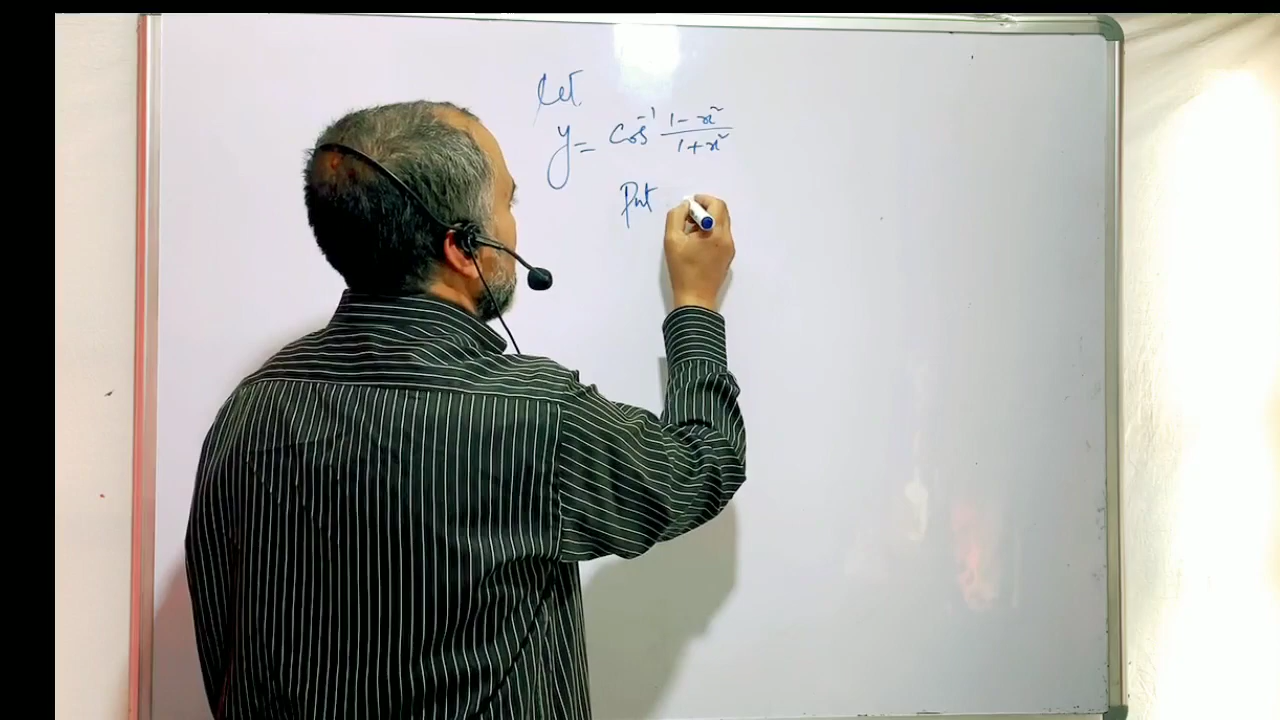 let
y = cos⁻¹ (1-x²)/(1+x²)
Put